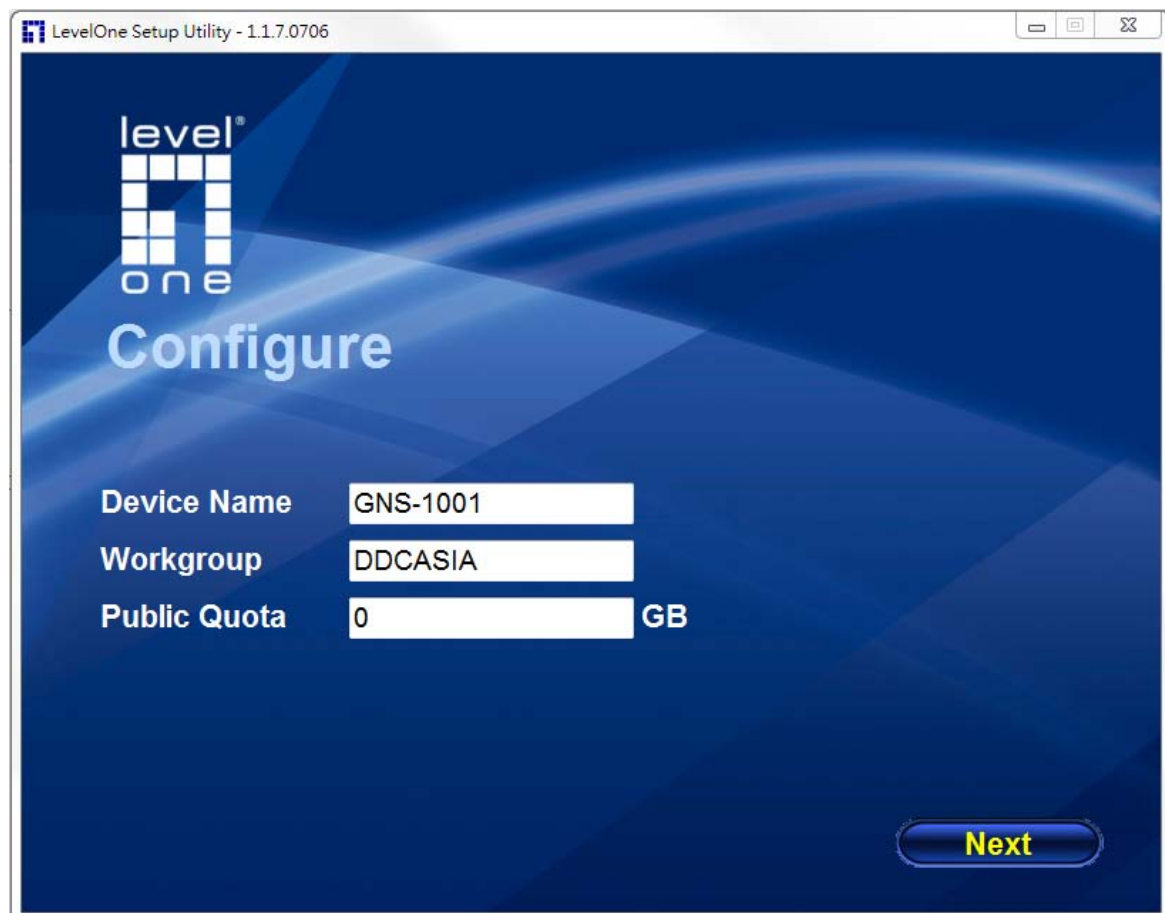 LevelOne Setup Utility - 1.1.7.0706
level®
one
Configure
Device Name GNS-1001
Workgroup DDCASIA
Public Quota 0 GB
Next